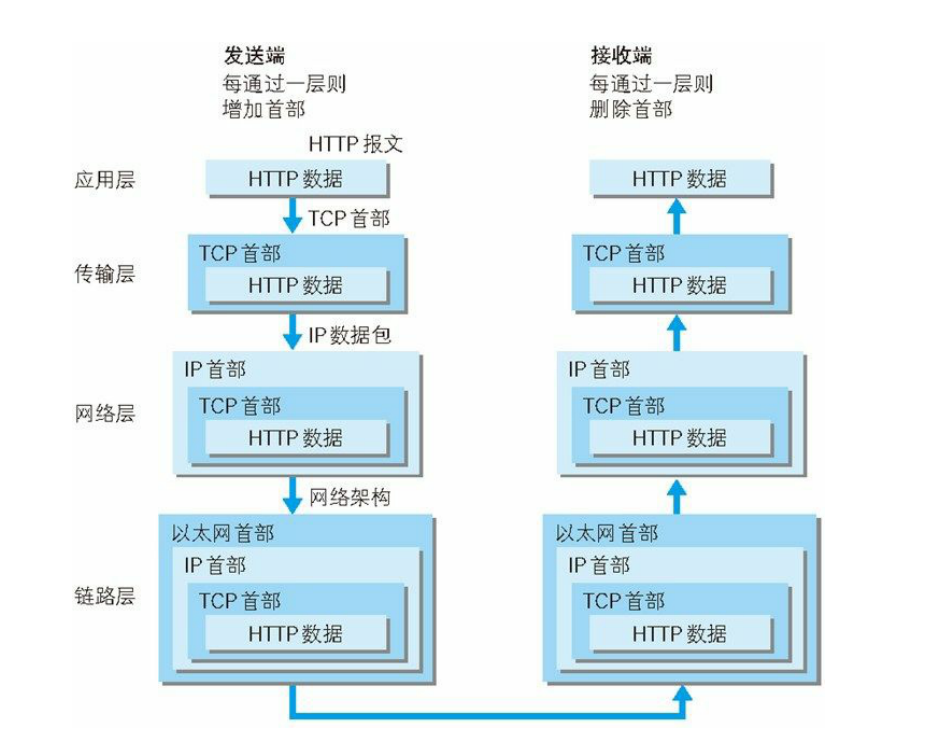 发送端
每通过一层则
增加首部
接收端
每通过一层则
删除首部
HTTP 报文
应用层
HTTP 数据
HTTP 数据
TCP 首部
传输层
TCP 首部
HTTP 数据
TCP 首部
HTTP 数据
IP 数据包
网络层
IP 首部
TCP 首部
HTTP 数据
IP 首部
TCP 首部
HTTP 数据
网络架构
链路层
以太网首部
IP 首部
TCP 首部
HTTP 数据
以太网首部
IP 首部
TCP 首部
HTTP 数据